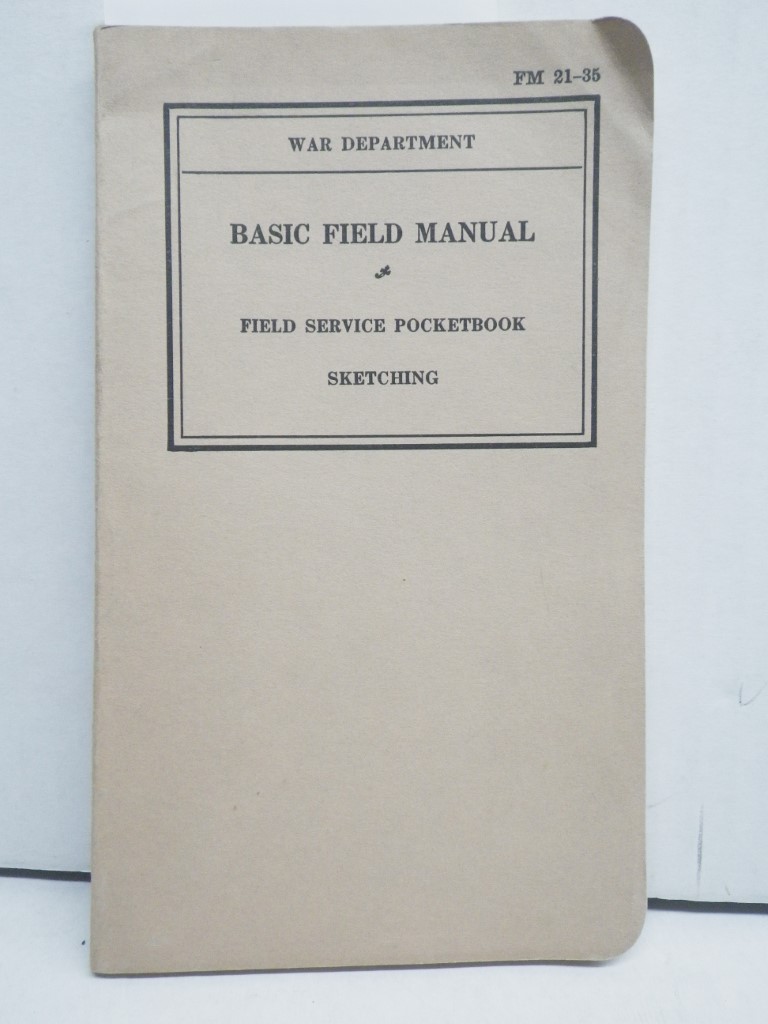 FM 21–35
WAR DEPARTMENT
BASIC FIELD MANUAL
FIELD SERVICE POCKETBOOK
SKETCHING